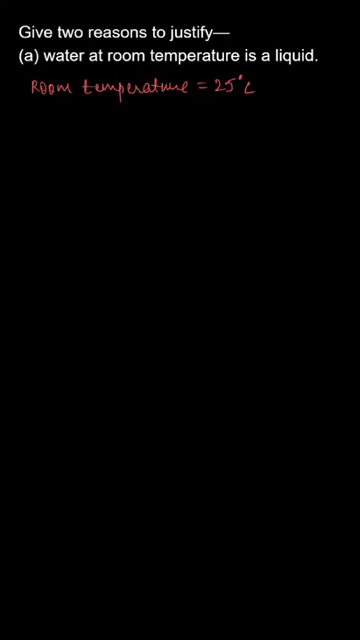 Give two reasons to justify—
(a) water at room temperature is a liquid.
Room temperature = 25°C